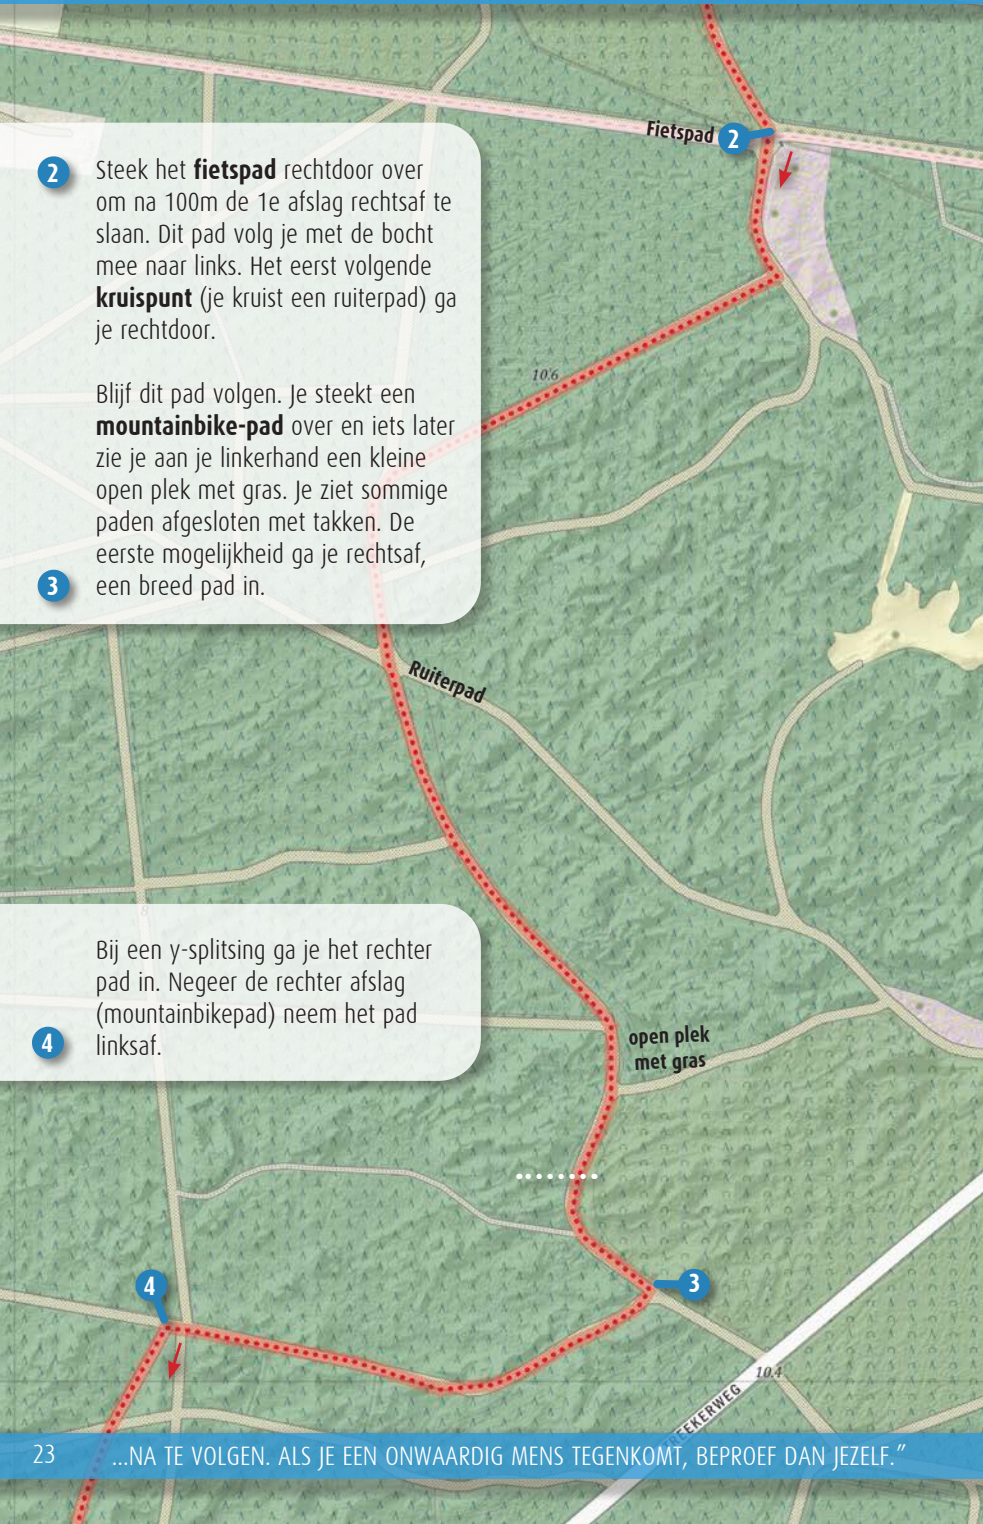 Fietspad 2
2 Steek het fietspad rechtdoor over
om na 100m de 1e afslag rechtsaf te
slaan. Dit pad volg je met de bocht
mee naar links. Het eerst volgende
kruispunt (je kruist een ruiterpad) ga
je rechtdoor.
10.6
Blijf dit pad volgen. Je steekt een
mountainbike-pad over en iets later
zie je aan je linkerhand een kleine
open plek met gras. Je ziet sommige
paden afgesloten met takken. De
eerste mogelijkheid ga je rechtsaf,
3 een breed pad in.
Ruiterpad
8
Bij een y-splitsing ga je het rechter
pad in. Negeer de rechter afslag
(mountainbikepad) neem het pad
4 linksaf.
open plek
met gras
4
3
10.4
REEKERWEG
23 ...NA TE VOLGEN. ALS JE EEN ONWAARDIG MENS TEGENKOMT, BEPROEF DAN JEZELF.”